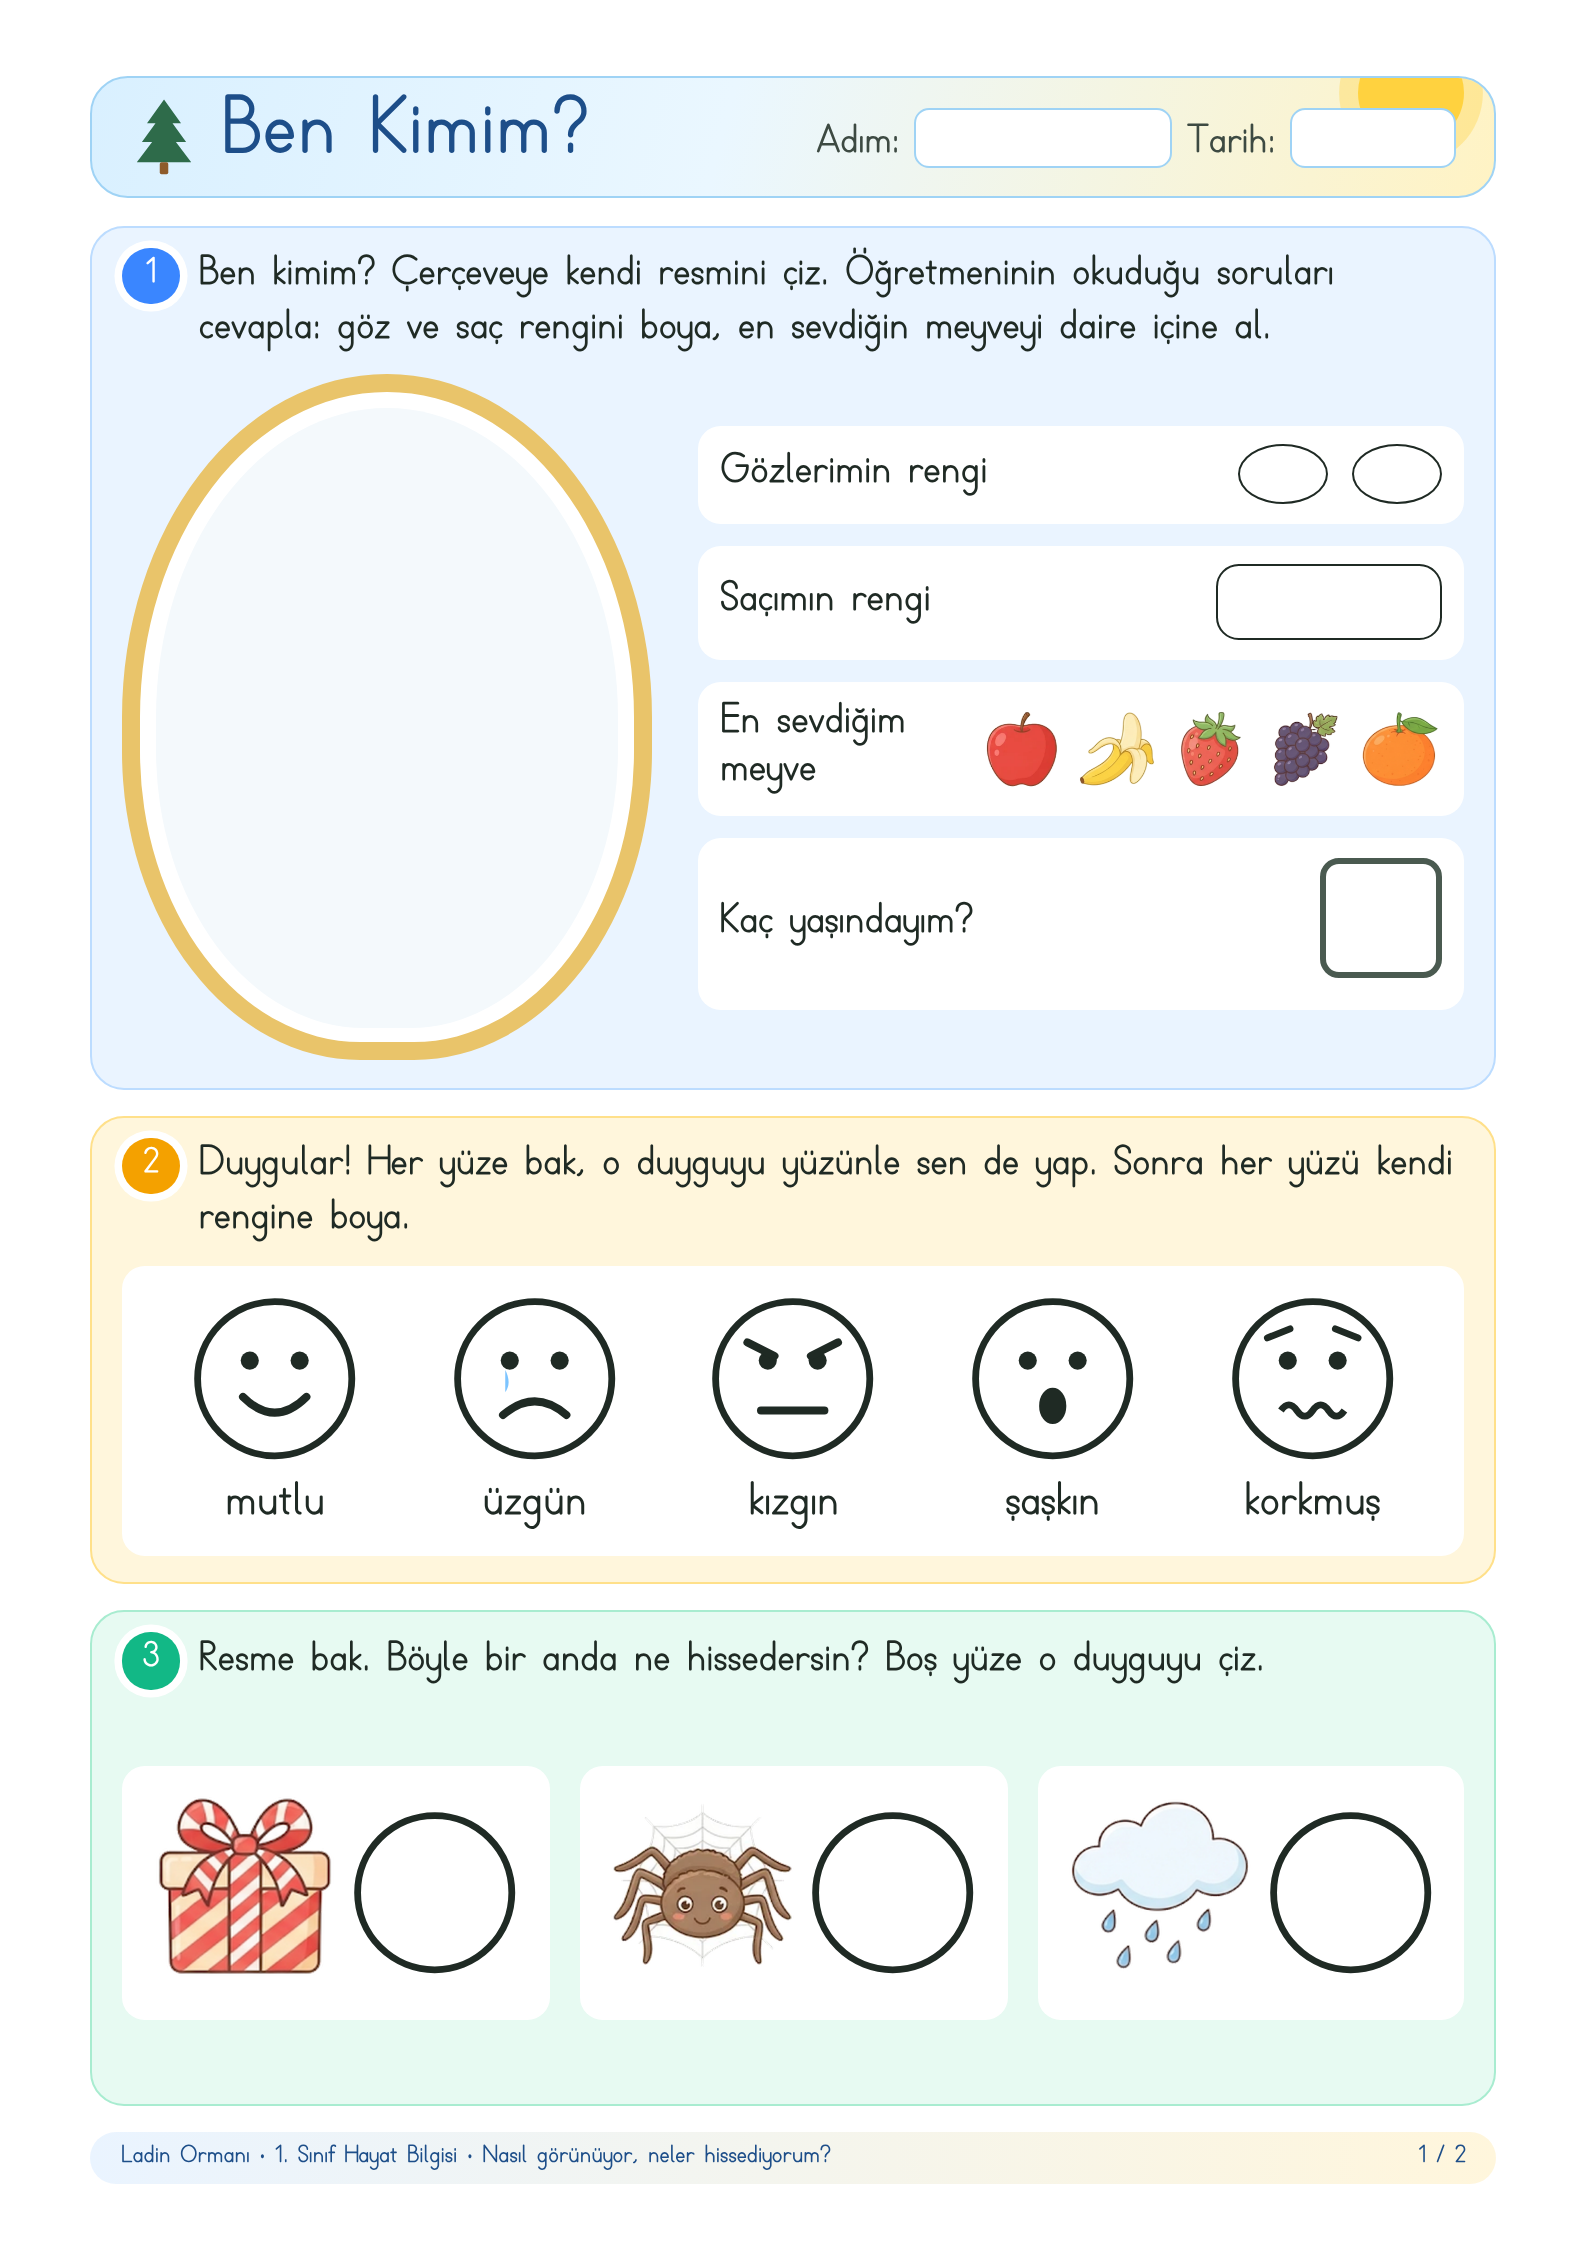 Ben Kimim?
Adım:
Tarih:
1
Ben kimim? Çerçeveye kendi resmini çiz. Öğretmeninin okuduğu soruları
cevapla: göz ve saç rengini boya, en sevdiğin meyveyi daire içine al.
Gözlerimin rengi
Saçımın rengi
En sevdiğim
meyve
Kaç yaşındayım?
2
Duygular! Her yüze bak, o duyguyu yüzünle sen de yap. Sonra her yüzü kendi
rengine boya.
mutlu
üzgün
kızgın
şaşkın
korkmuş
3
Resme bak. Böyle bir anda ne hissedersin? Boş yüze o duyguyu çiz.
Ladin Ormanı • 1. Sınıf Hayat Bilgisi • Nasıl görünüyor, neler hissediyorum?
1 / 2